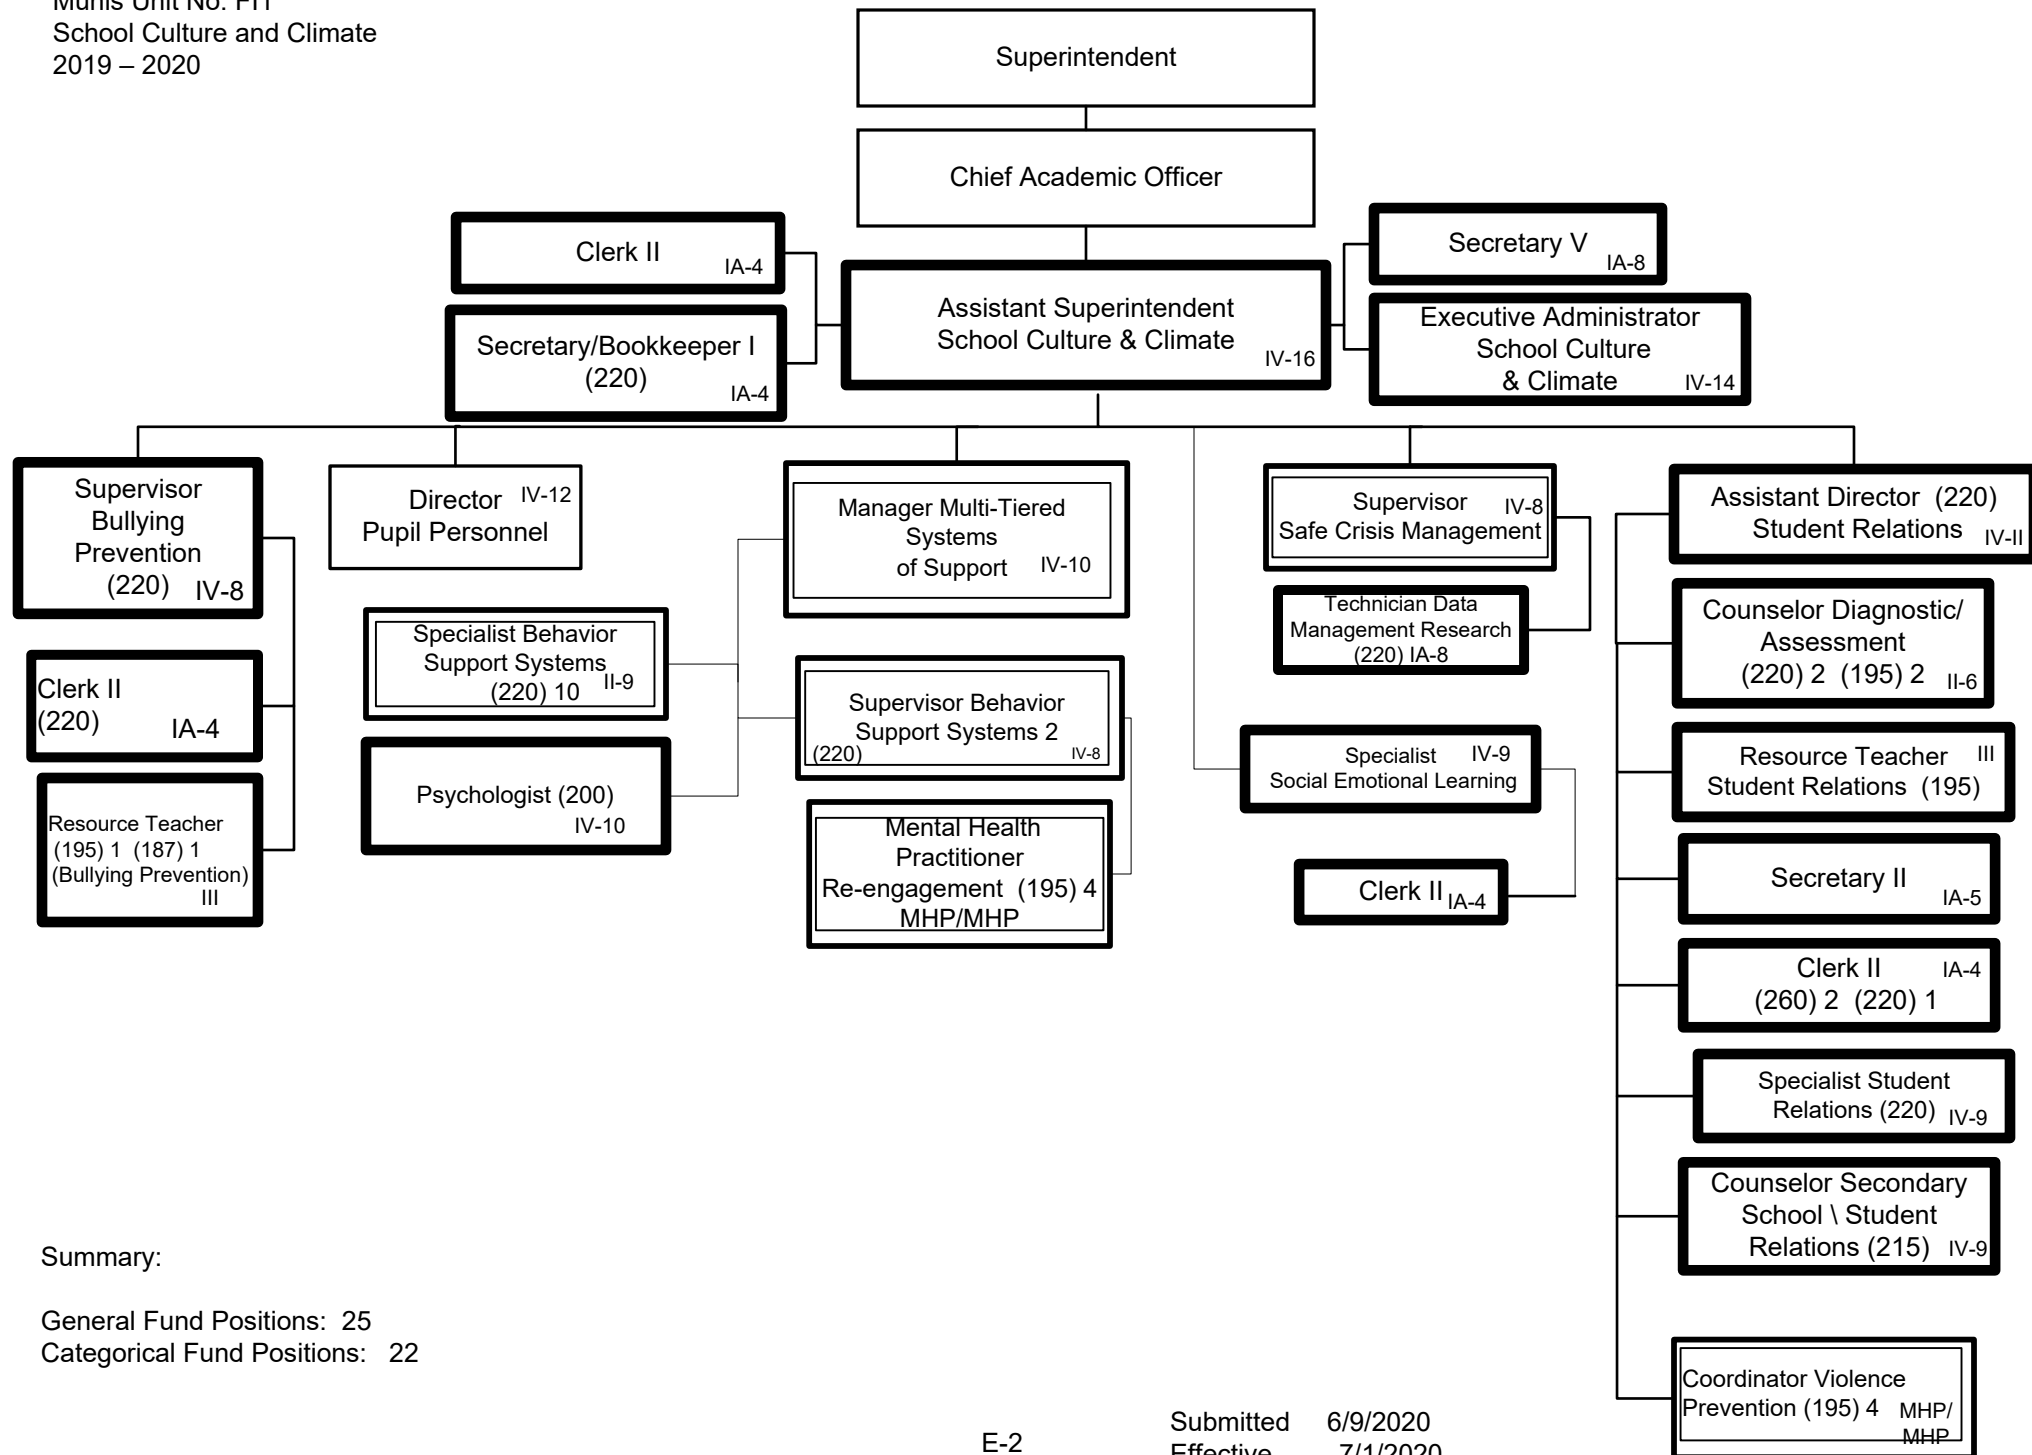 Munis Unit No. FI1
School Culture and Climate
2019 – 2020
Superintendent
Chief Academic Officer
Clerk II
IA-4
Secretary/Bookkeeper I
(220)
IA-4
Assistant Superintendent
School Culture & Climate
IV-16
Secretary V
IA-8
Executive Administrator
School Culture
& Climate IV-14
Supervisor
Bullying
Prevention
(220) IV-8
Clerk II
(220) IA-4
Resource Teacher
(195) 1 (187) 1
(Bullying Prevention)
III
Director IV-12
Pupil Personnel
Manager Multi-Tiered
Systems
of Support IV-10
Specialist Behavior
Support Systems
(220) 10 II-9
Psychologist (200)
IV-10
Supervisor Behavior
Support Systems 2
(220) IV-8
Mental Health
Practitioner
Re-engagement (195) 4
MHP/MHP
Supervisor IV-8
Safe Crisis Management
Technician Data
Management Research
(220) IA-8
Specialist IV-9
Social Emotional Learning
Clerk II IA-4
Assistant Director (220)
Student Relations IV-II
Counselor Diagnostic/
Assessment
(220) 2 (195) 2 II-6
Resource Teacher III
Student Relations (195)
Secretary II
IA-5
Clerk II IA-4
(260) 2 (220) 1
Specialist Student
Relations (220) IV-9
Counselor Secondary
School \ Student
Relations (215) IV-9
Coordinator Violence
Prevention (195) 4 MHP/
MHP
Summary:
General Fund Positions: 25
Categorical Fund Positions: 22
E-2
Submitted 6/9/2020
Effective 7/1/2020